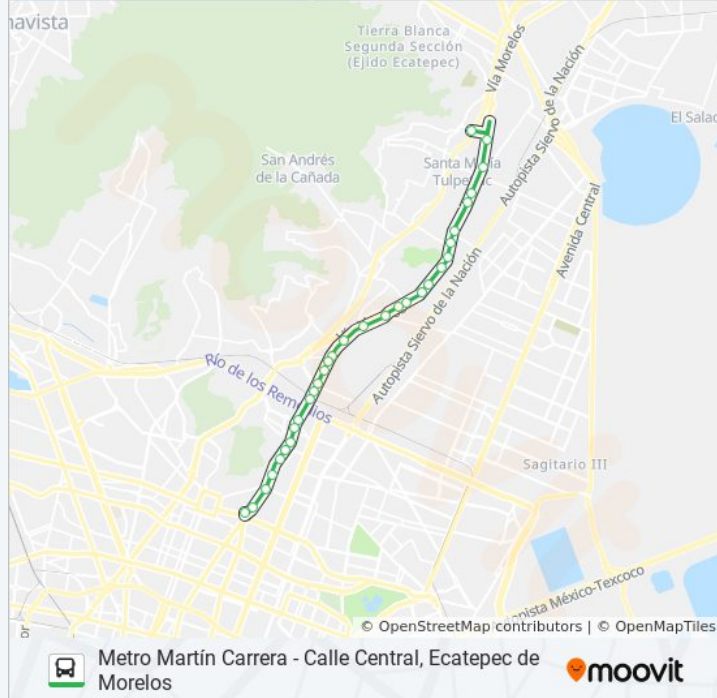 navista
Tierra Blanca
Segunda Sección
(Ejido Ecatepec)
Vía Morelos
Autopista Siervo de la Nación
El Salad
San Andrés
de la Cañada
Santa María
Tulpetlac
Avenida Central
Autopista Siervo de la Nación
Río de los Remedios
Sagitario III
opista México-Texcoco
or
© OpenStreetMap contributors | © OpenMapTiles
Metro Martín Carrera - Calle Central, Ecatepec de
Morelos
moovit